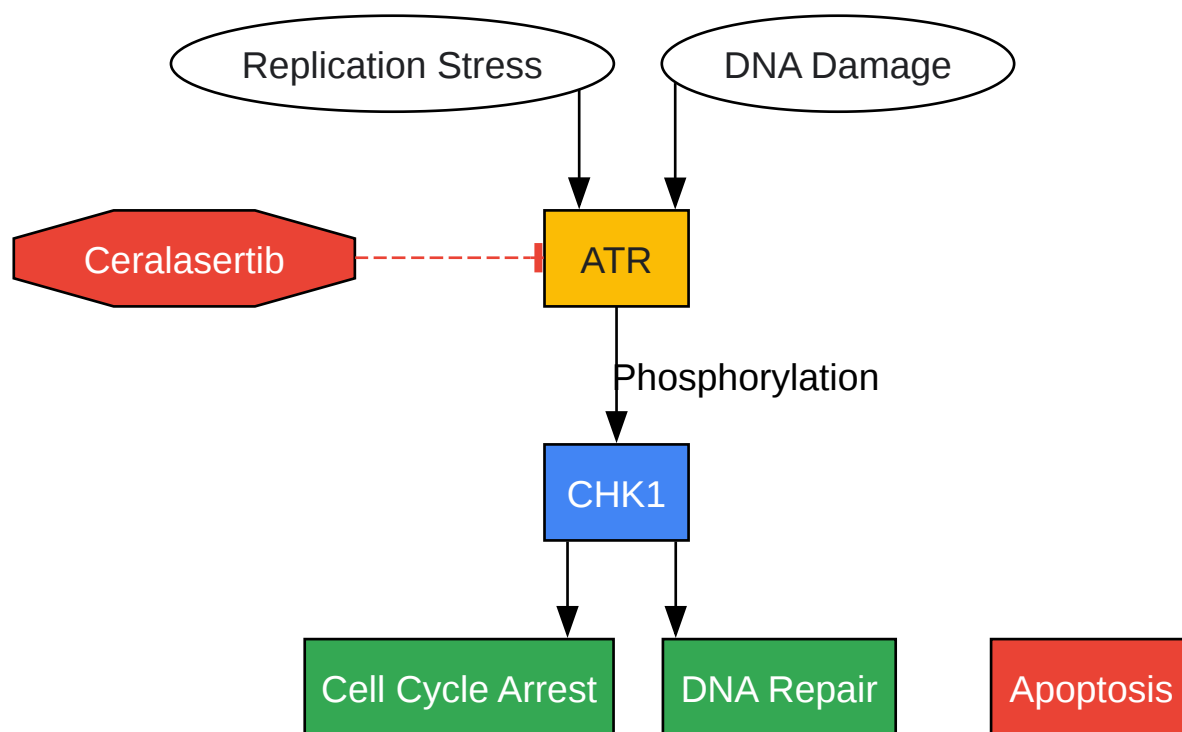 Replication Stress
DNA Damage
Ceralasertib
ATR
Phosphorylation
CHK1
Cell Cycle Arrest
DNA Repair
Apoptosis